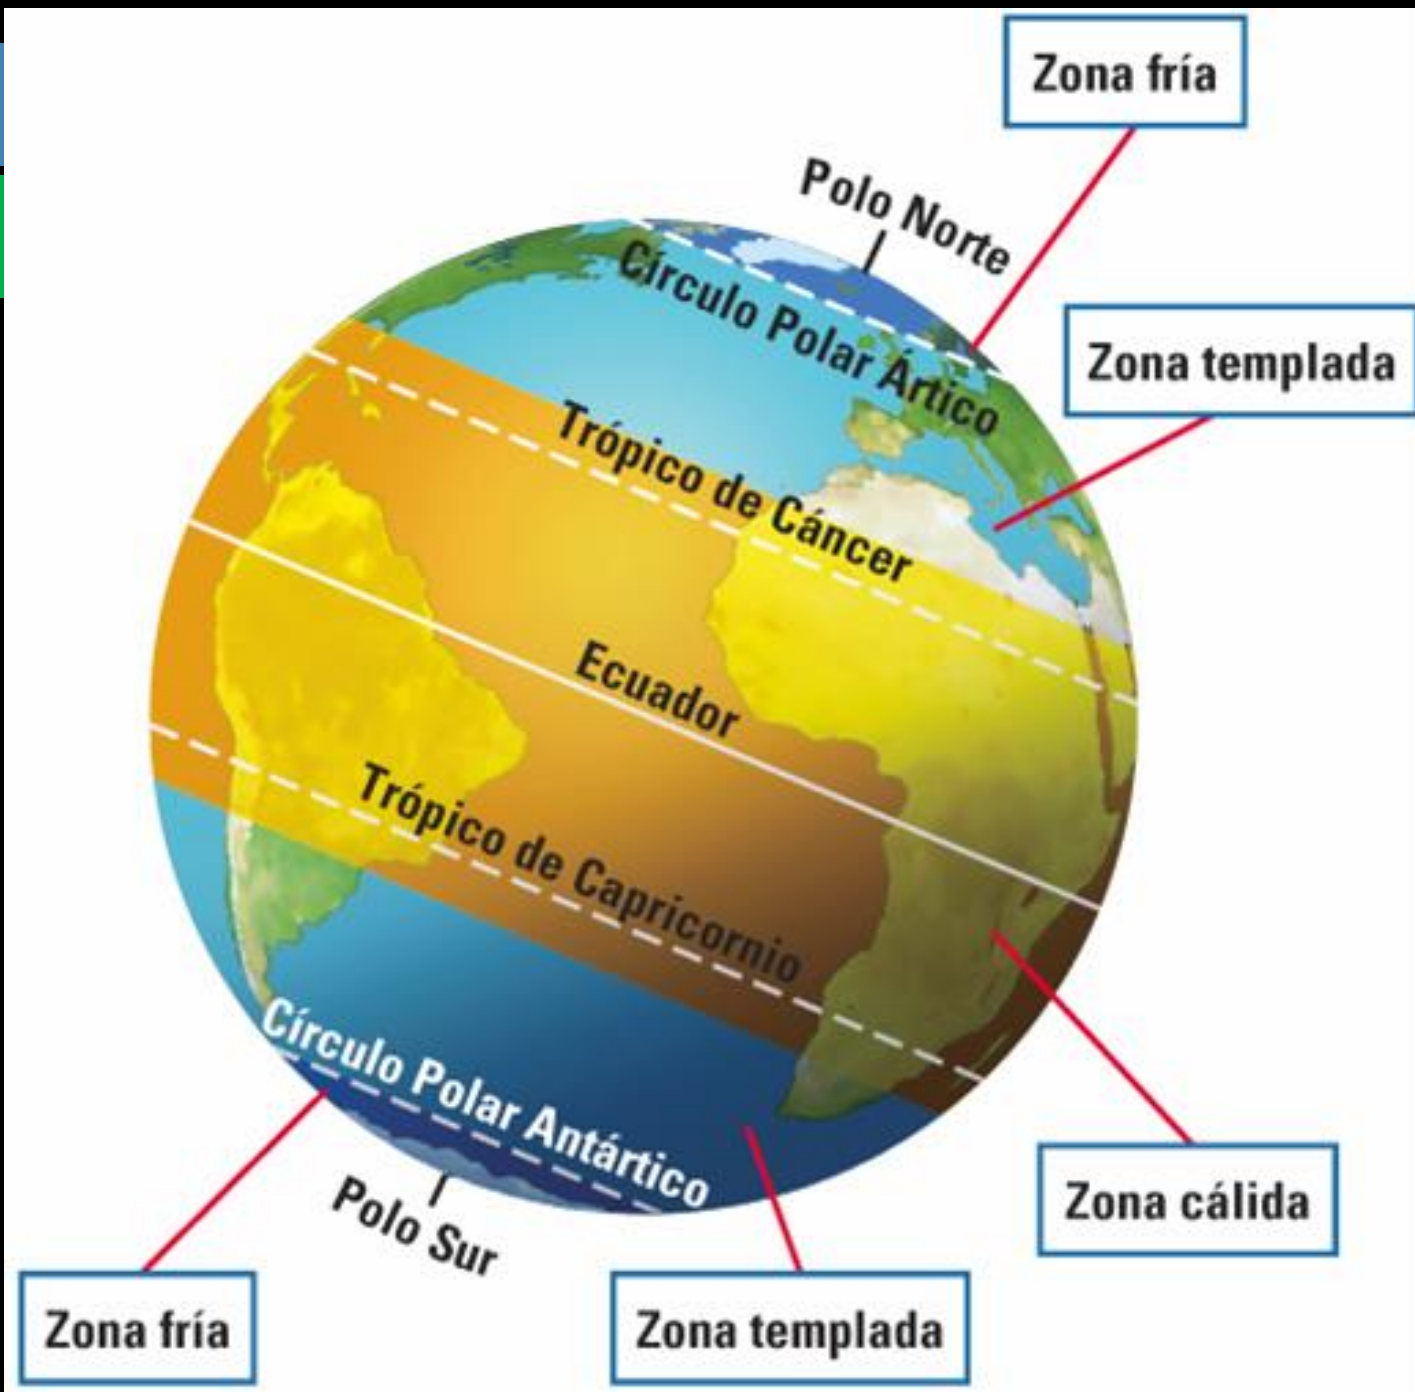 Zona fría
Polo Norte
Círculo Polar Ártico
Zona templada
Trópico de Cáncer
Ecuador
Trópico de Capricornio
Círculo Polar Antártico
Polo Sur
Zona cálida
Zona fría
Zona templada